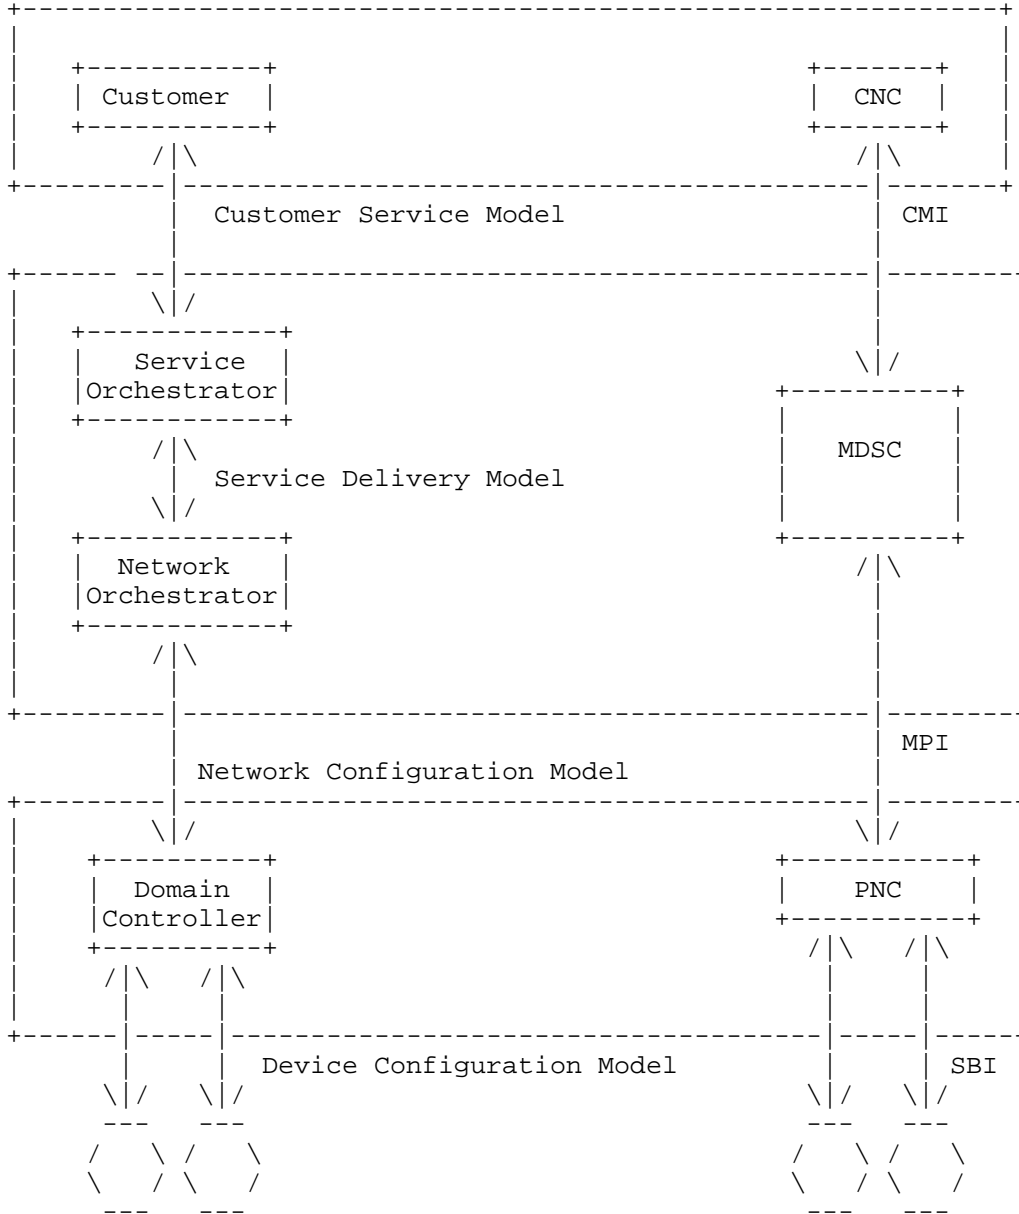 Customer CNC
Customer Service Model CMI
Service
Orchestrator
MDSC
Service Delivery Model
Network
Orchestrator
MPI
Network Configuration Model
Domain PNC
Controller
Device Configuration Model SBI